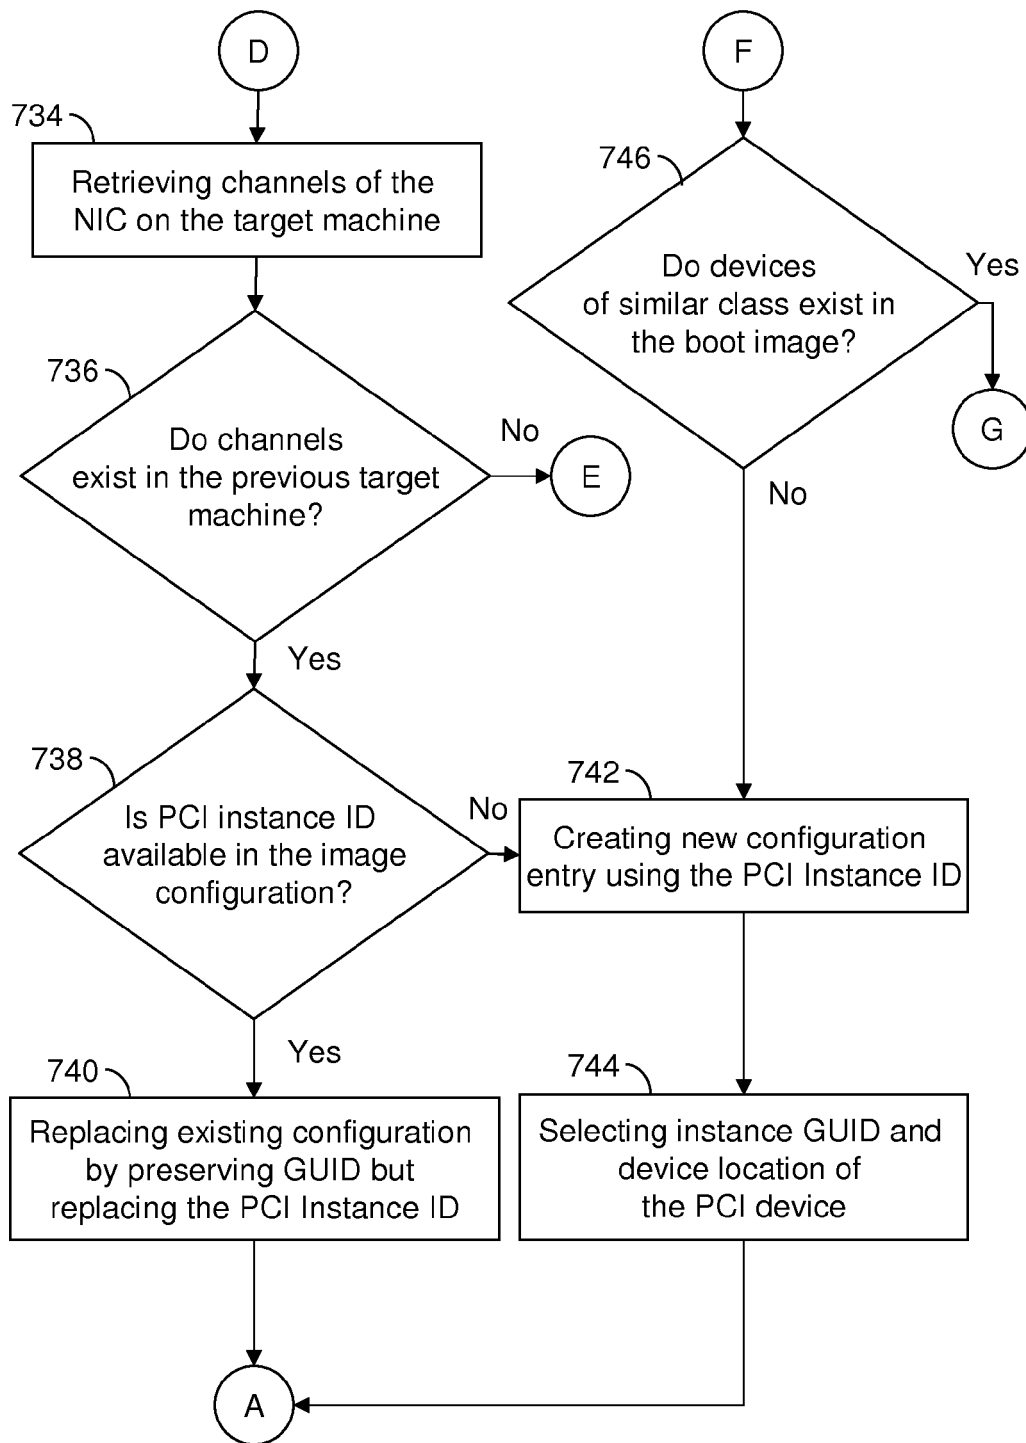 D
734
Retrieving channels of the
NIC on the target machine
736
Do channels
exist in the previous target
machine?
No
E
Yes
738
Is PCI instance ID
available in the image
configuration?
No
Yes
740
Replacing existing configuration
by preserving GUID but
replacing the PCI Instance ID
F
746
Do devices
of similar class exist in
the boot image?
Yes
G
No
742
Creating new configuration
entry using the PCI Instance ID
744
Selecting instance GUID and
device location of
the PCI device
A